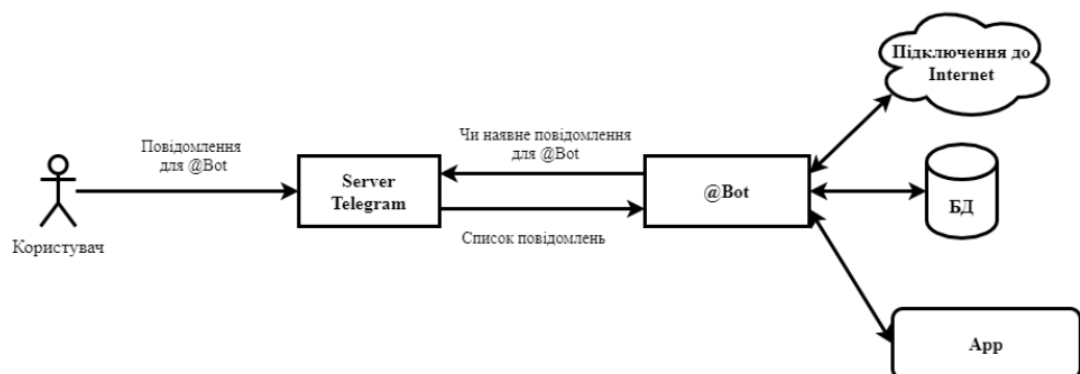 Підключення до
Internet
Чи наявне повідомлення
для @Bot
Повідомлення
для @Bot
Server
Telegram
@Bot
БД
Список повідомлень
Користувач
App